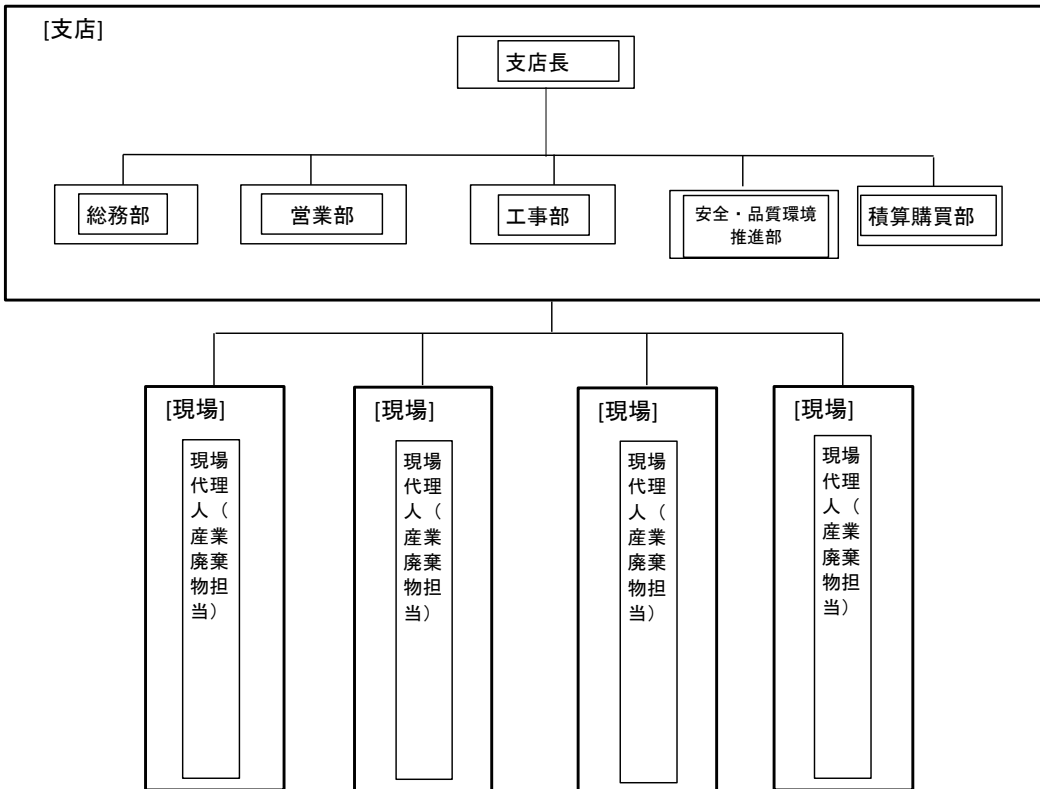 [支店]
支店長
総務部
営業部
工事部
安全・品質環境
推進部
積算購買部
[現場]
現場
代理
人（
産業
廃棄
物担
当）
[現場]
現場
代理
人（
産業
廃棄
物担
当）
[現場]
現場
代理
人（
産業
廃棄
物担
当）
[現場]
現場
代理
人（
産業
廃棄
物担
当）